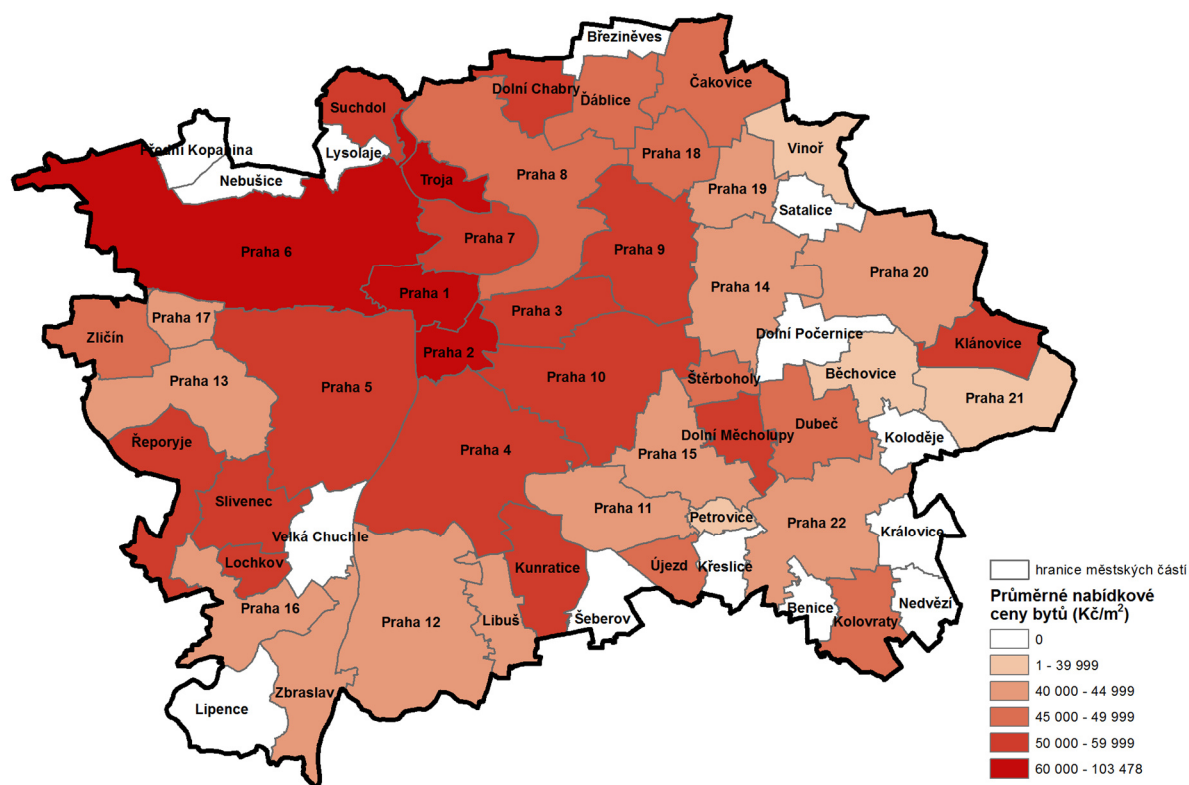 Březiněves
Dolní Chabry
Ďáblice
Čakovice
Suchdol
Přední Kopanina
Lysolaje
Nebušice
Troja
Praha 8
Praha 18
Vinoř
Praha 19
Satalice
Praha 6
Praha 7
Praha 9
Praha 20
Praha 1
Praha 14
Praha 3
Praha 17
Zličín
Praha 2
Dolní Počernice
Klánovice
Praha 13
Praha 5
Praha 10
Štěrboholy
Běchovice
Praha 21
Řeporyje
Dolní Měcholupy
Dubeč
Koloděje
Praha 4
Praha 15
Slivenec
Praha 11
Petrovice
Praha 22
Velká Chuchle
Královice
Lochkov
Kunratice
Újezd
Křeslice
Praha 16
Šeberov
Benice
Nedvězí
Praha 12
Libuš
Kolovraty
Lipence
Zbraslav
hranice městských částí
Průměrné nabídkové
ceny bytů (Kč/m²)
0
1 - 39 999
40 000 - 44 999
45 000 - 49 999
50 000 - 59 999
60 000 - 103 478